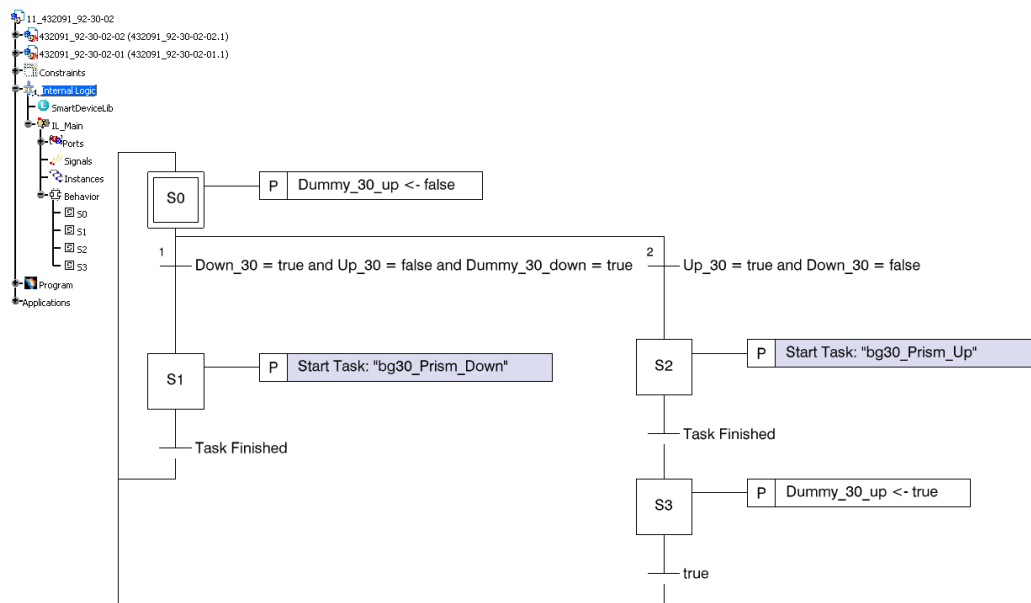 11_432091_92-30-02
432091_92-30-02-02 (432091_92-30-02-02.1)
432091_92-30-02-01 (432091_92-30-02-01.1)
Constraints
Internal Logic
SmartDeviceLib
IL_Main
Ports
Signals
Instances
Behavior
S0
S1
S2
S3
Program
Applications
S0
P Dummy_30_up <- false
1
Down_30 = true and Up_30 = false and Dummy_30_down = true
2
Up_30 = true and Down_30 = false
S1
P Start Task: "bg30_Prism_Down"
Task Finished
S2
P Start Task: "bg30_Prism_Up"
Task Finished
S3
P Dummy_30_up <- true
true